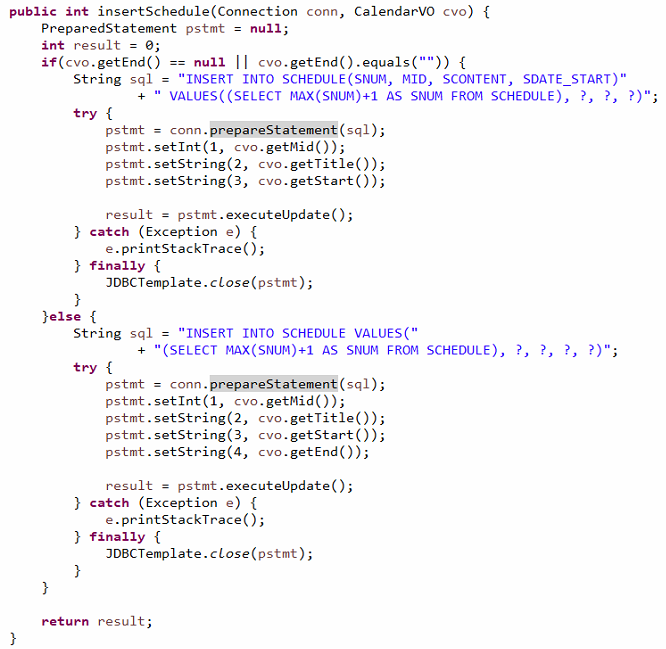 public int insertSchedule(Connection conn, CalendarVO cvo) {
    PreparedStatement pstmt = null;
    int result = 0;
    if(cvo.getEnd() == null || cvo.getEnd().equals("")) {
        String sql = "INSERT INTO SCHEDULE(SNUM, MID, SCONTENT, SDATE_START)"
                + " VALUES((SELECT MAX(SNUM)+1 AS SNUM FROM SCHEDULE), ?, ?, ?)";
        try {
            pstmt = conn.prepareStatement(sql);
            pstmt.setInt(1, cvo.getMid());
            pstmt.setString(2, cvo.getTitle());
            pstmt.setString(3, cvo.getStart());

            result = pstmt.executeUpdate();
        } catch (Exception e) {
            e.printStackTrace();
        } finally {
            JDBCTemplate.close(pstmt);
        }
    }else {
        String sql = "INSERT INTO SCHEDULE VALUES("
                + "(SELECT MAX(SNUM)+1 AS SNUM FROM SCHEDULE), ?, ?, ?, ?)";
        try {
            pstmt = conn.prepareStatement(sql);
            pstmt.setInt(1, cvo.getMid());
            pstmt.setString(2, cvo.getTitle());
            pstmt.setString(3, cvo.getStart());
            pstmt.setString(4, cvo.getEnd());

            result = pstmt.executeUpdate();
        } catch (Exception e) {
            e.printStackTrace();
        } finally {
            JDBCTemplate.close(pstmt);
        }
    }

    return result;
}